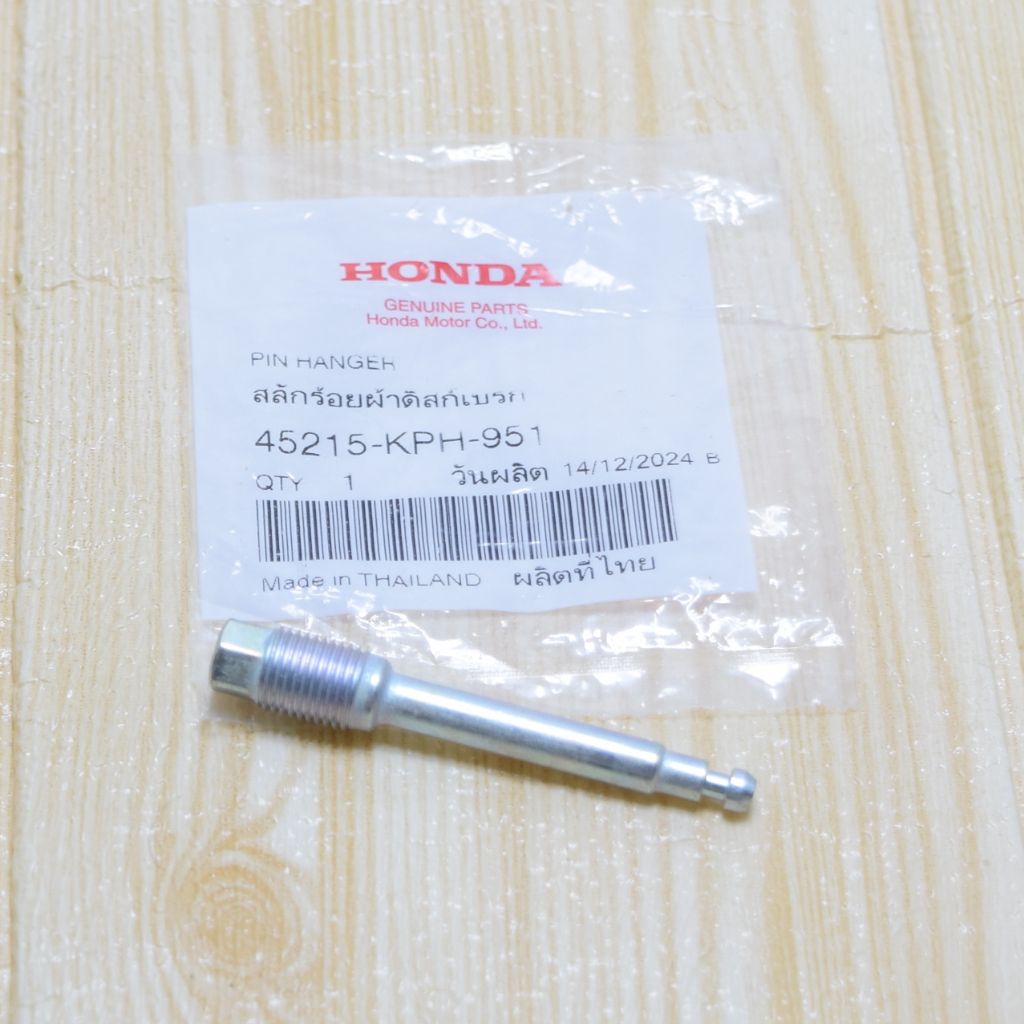 HONDA
GENUINE PARTS
Honda Motor Co., Ltd.
PIN HANGER
สลักร้อยผ้าดิสก์เบรก
45215-KPH-951
QTY 1 วันผลิต 14/12/2024 B
Made in THAILAND ผลิตที่ไทย